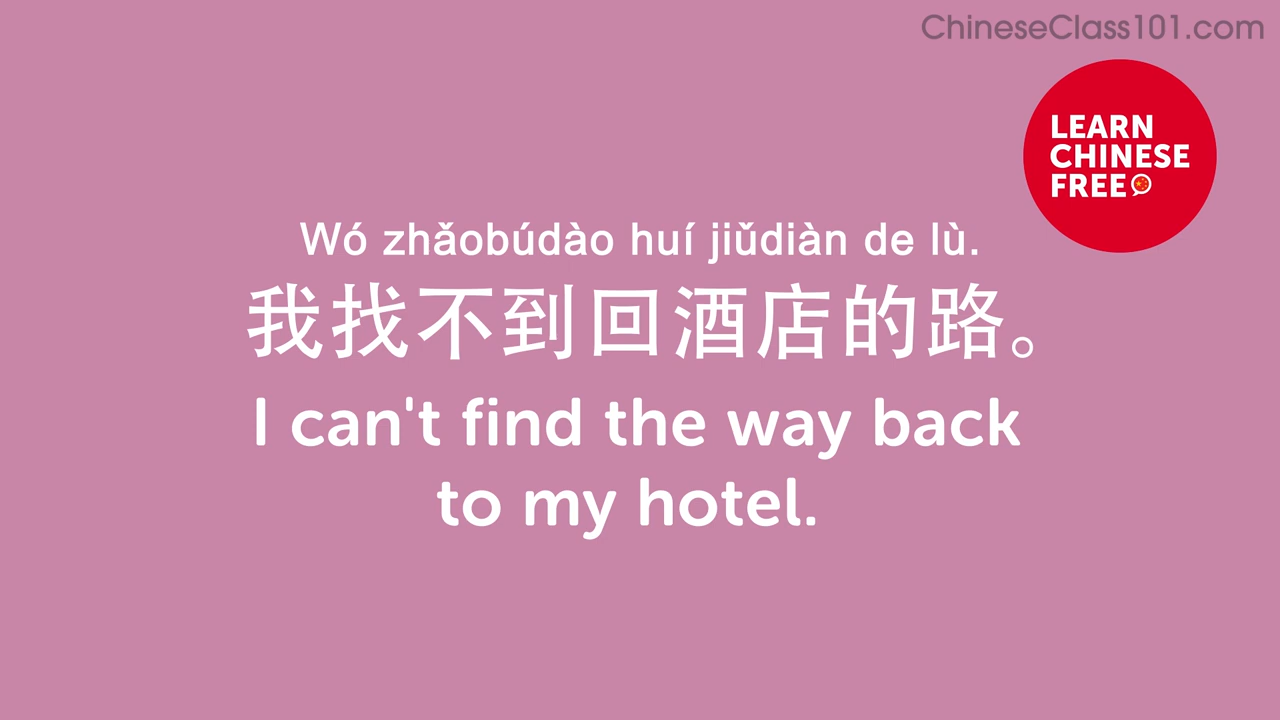 ChineseClass101.com
LEARN
CHINESE
FREE
Wó zhǎobúdào huí jiǔdiàn de lù.
我找不到回酒店的路。
I can't find the way back
to my hotel.